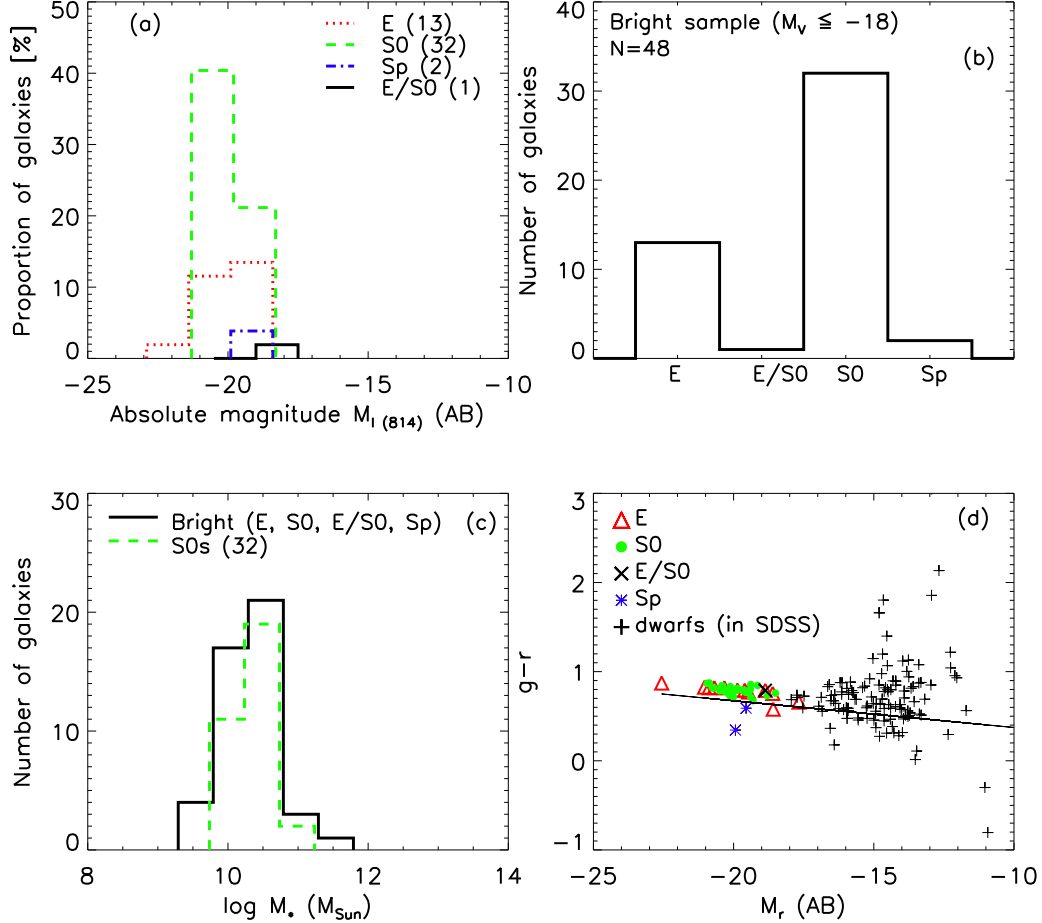 (a)
E (13)
S0 (32)
Sp (2)
E/S0 (1)
Proportion of galaxies [%]
50
40
30
20
10
0
-25
-20
-15
-10
Absolute magnitude M_I (814) (AB)
Bright sample (M_V ≦ -18)
N=48
(b)
Number of galaxies
40
30
20
10
0
E
E/S0
S0
Sp
Bright (E, S0, E/S0, Sp)
S0s (32)
(c)
Number of galaxies
30
20
10
0
8
10
12
14
log M_* (M_Sun)
(d)
E
S0
E/S0
Sp
dwarfs (in SDSS)
g-r
3
2
1
0
-1
-25
-20
-15
-10
M_r (AB)